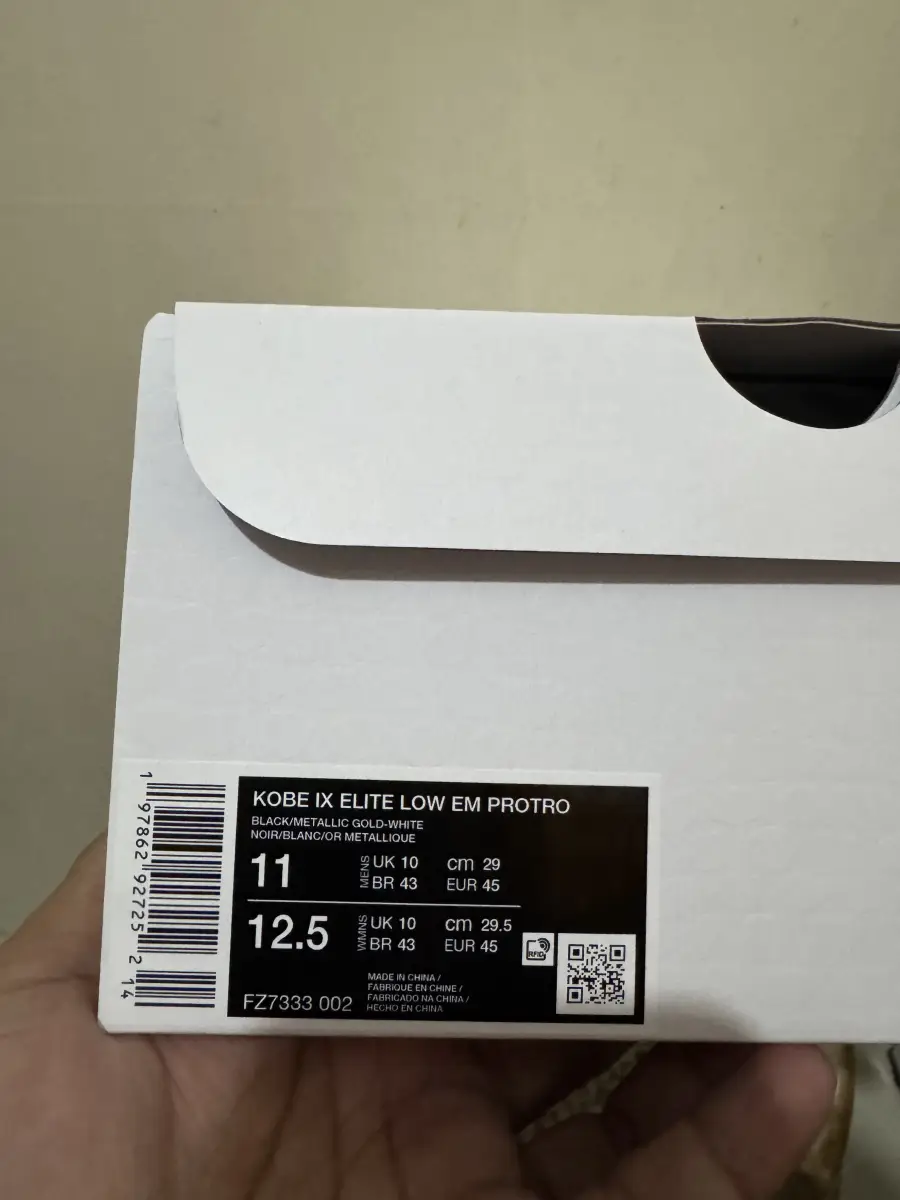 KOBE IX ELITE LOW EM PROTRO
BLACK/METALLIC GOLD-WHITE
NOIR/BLANC/OR METALLIQUE
11 MENS UK 10 cm 29
BR 43 EUR 45
12.5 WMNS UK 10 cm 29.5
BR 43 EUR 45
RFID
MADE IN CHINA /
FABRIQUE EN CHINE /
FABRICADO NA CHINA /
HECHO EN CHINA
FZ7333 002
1 97862 92725 2 14